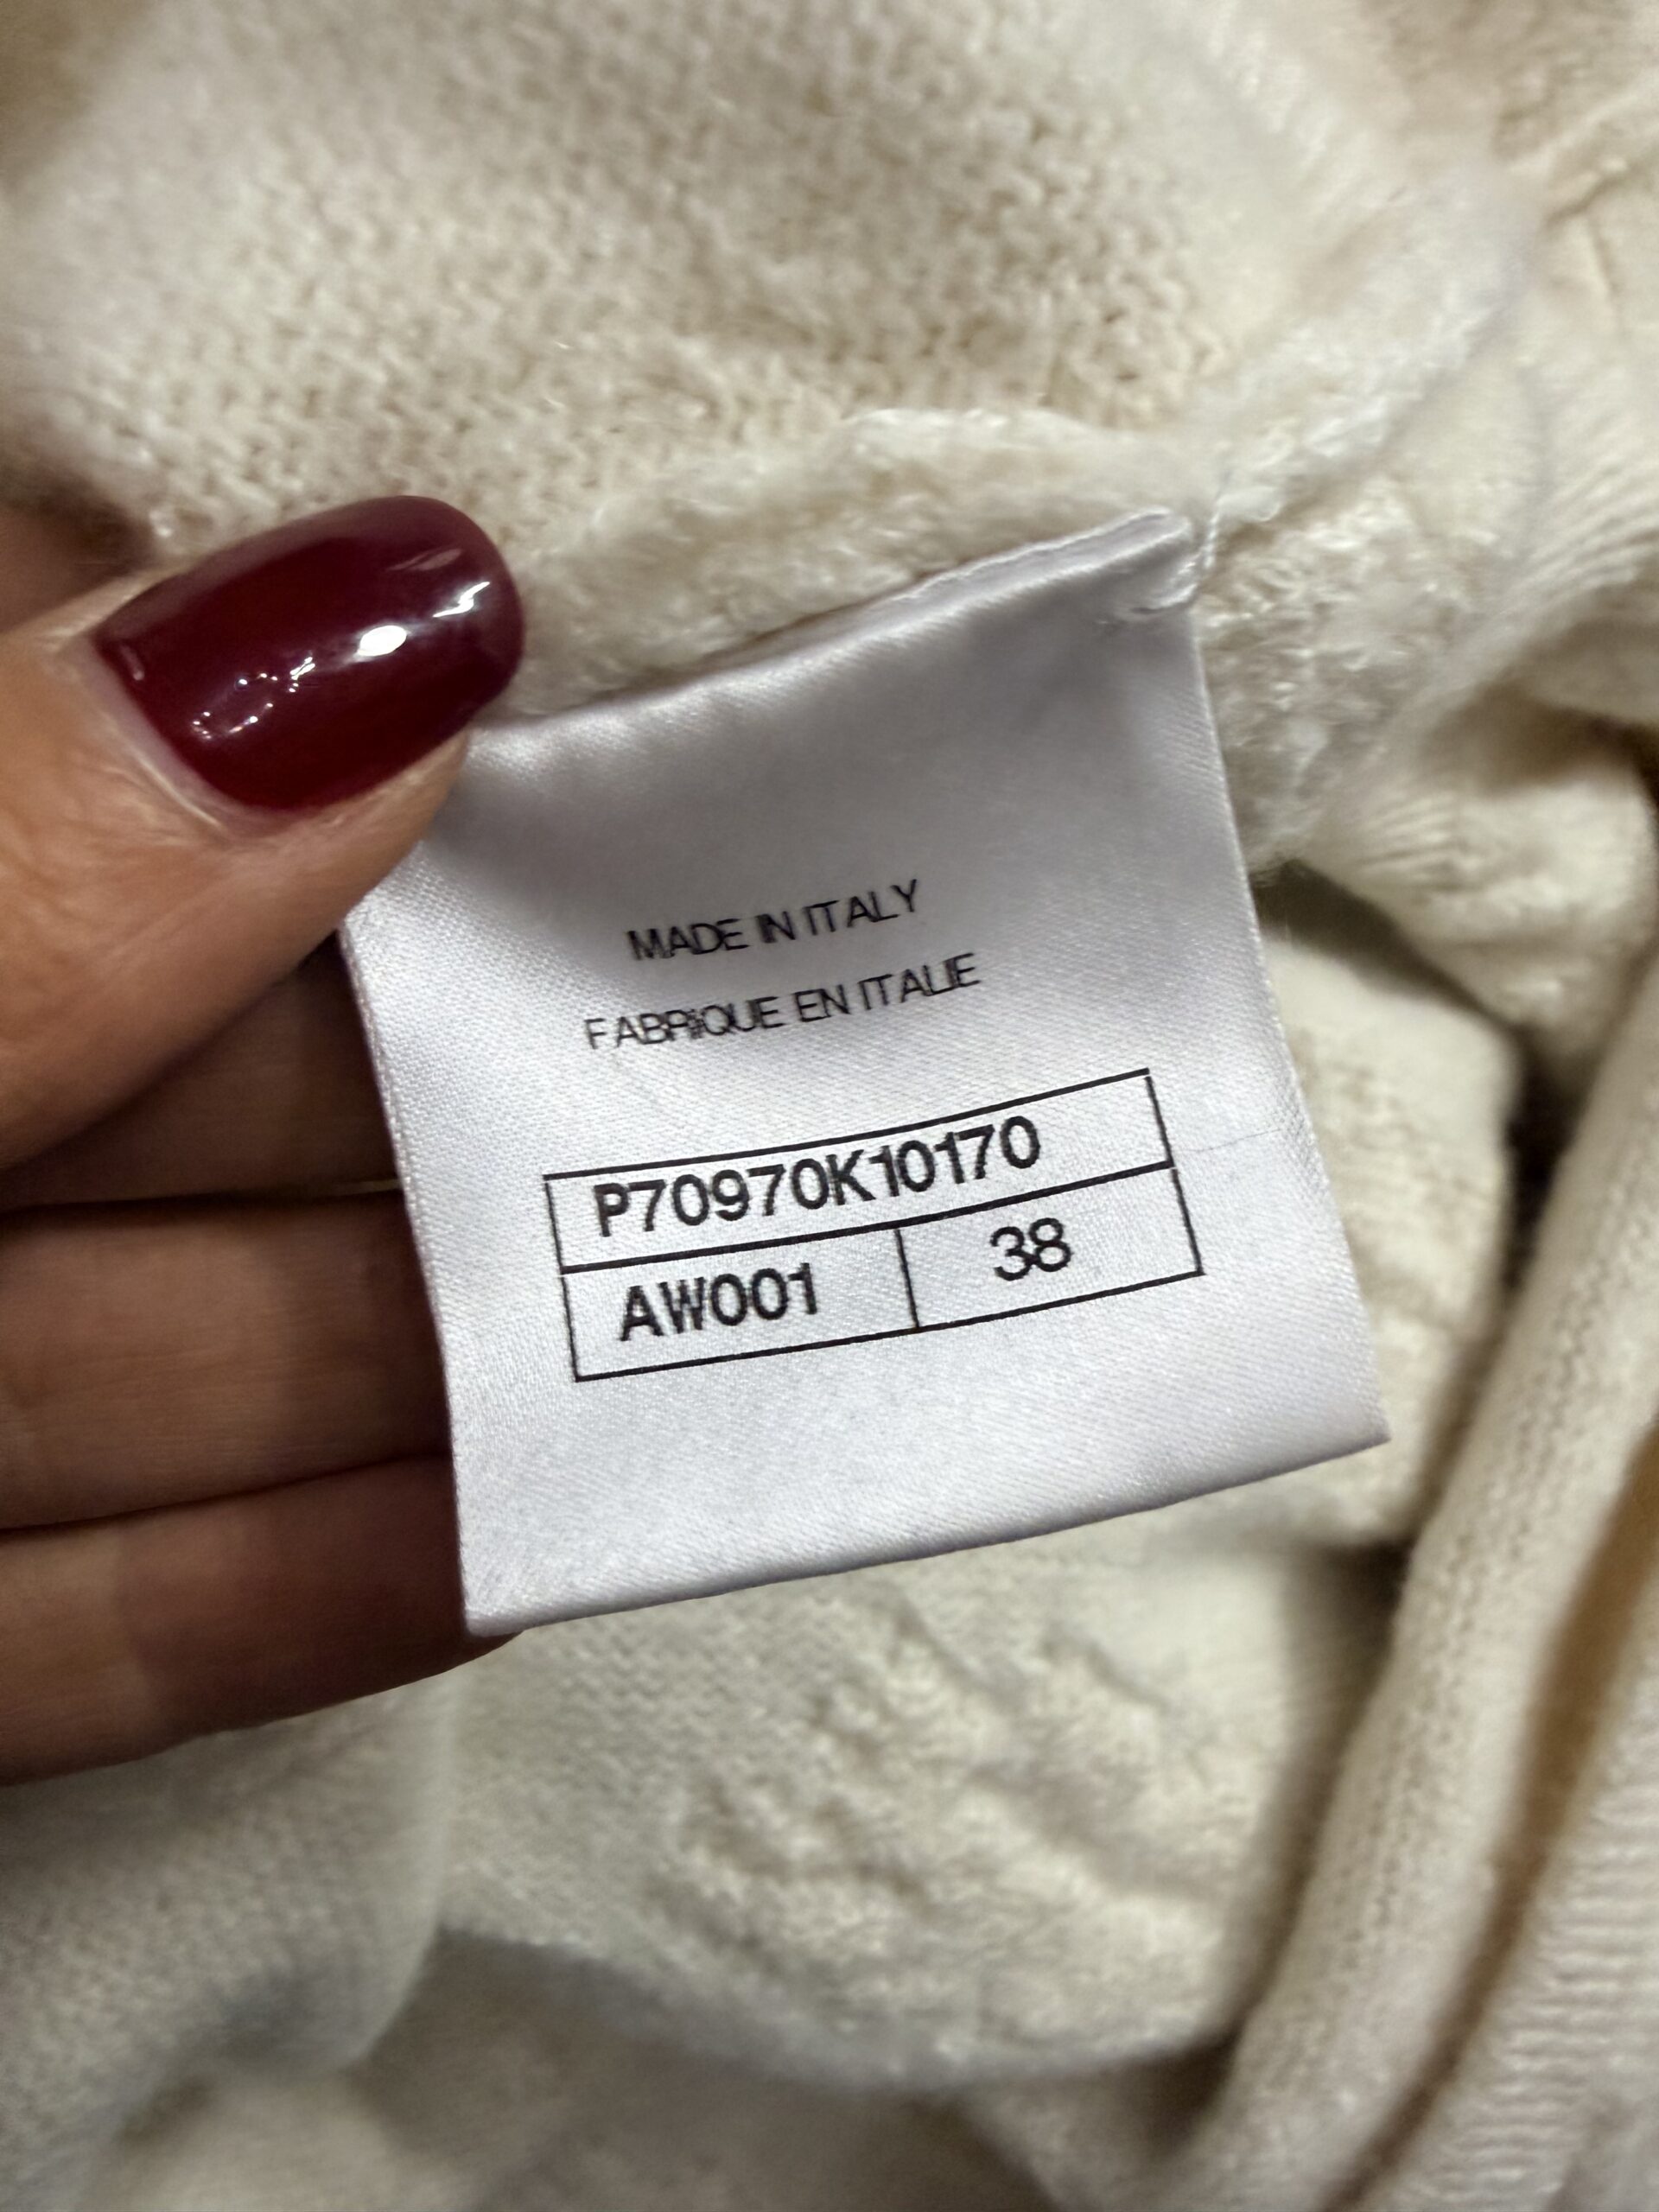 MADE IN ITALY
FABRIQUE EN ITALIE
P70970K10170
AW001 38